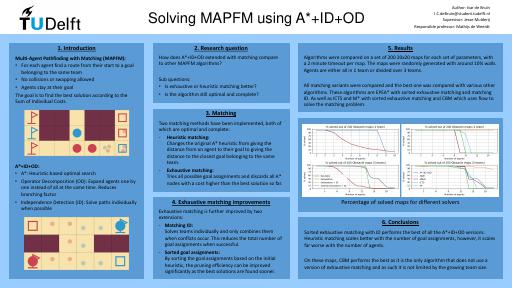 TUDelft
Solving MAPFM using A*+ID+OD
Author: Ivar de Bruin
Supervisor: Jesse Mulderij
Responsible professor: Mathijs de Weerdt
1. Introduction
Multi-Agent Pathfinding with Matching (MAPFM):
• For each agent find a route from their start to a goal
belonging to the same team
• No collisions or swapping allowed
• Agents stay at their goal
The goal is to find the best solution according to the
Sum of Individual Costs.
A*+ID+OD:
• A*: Heuristic based optimal search
• Operator Decomposition (OD): Expand agents one by
one instead of all at the same time. Reduces
branching factor
• Independence Detection (ID): Solve paths individually
when possible
2. Research question
How does A*+ID+OD extended with matching compare
to other MAPFM algorithms?
Sub questions:
• Is exhaustive or heuristic matching better?
• Is the algorithm still optimal and complete?
3. Matching
Two matching methods have been implemented, both of
which are optimal and complete:
• Heuristic matching:
Changes the original A* heuristic from giving the
distance from an agent to their goal to giving the
distance to the closest goal belonging to the same
team.
• Exhaustive matching:
Tries all possible goal assignments and discards all A*
nodes with a cost higher than the best solution so far.
4. Exhaustive matching improvements
Exhaustive matching is further improved by two
extensions:
• Matching ID:
Solves teams individually and only combines them
when conflicts occur. This reduces the total number of
goal assignments when successful.
• Sorted goal assignments:
By sorting the goal assignments based on the initial
heuristic, the pruning efficiency can be improved
significantly as the best solutions are found sooner.
5. Results
Algorithms were compared on a set of 200 20x20 maps for each set of parameters, with
a 2 minute timeout per map. The maps were randomly generated with around 10% walls
Agents are either all in 1 team or divided over 3 teams.
All matching variants were compared and the best one was compared with various other
algorithms. These algorithms are EPEA* with sorted exhaustive matching and matching
ID. As well as ICTS and M* with sorted exhaustive matching and CBM which uses flow to
solve the matching problem.
Percentage of solved maps for different solvers
6. Conclusions
Sorted exhaustive with ID performs the best of all the A*+ID+OD versions.
Heuristic matching scales better with the number of goal assignments, however, it scales
far worse with the number of agents.
On these maps, CBM performs the best as it is the only algorithm that does not use a
version of exhaustive matching and as such it is not limited by the growing team size.